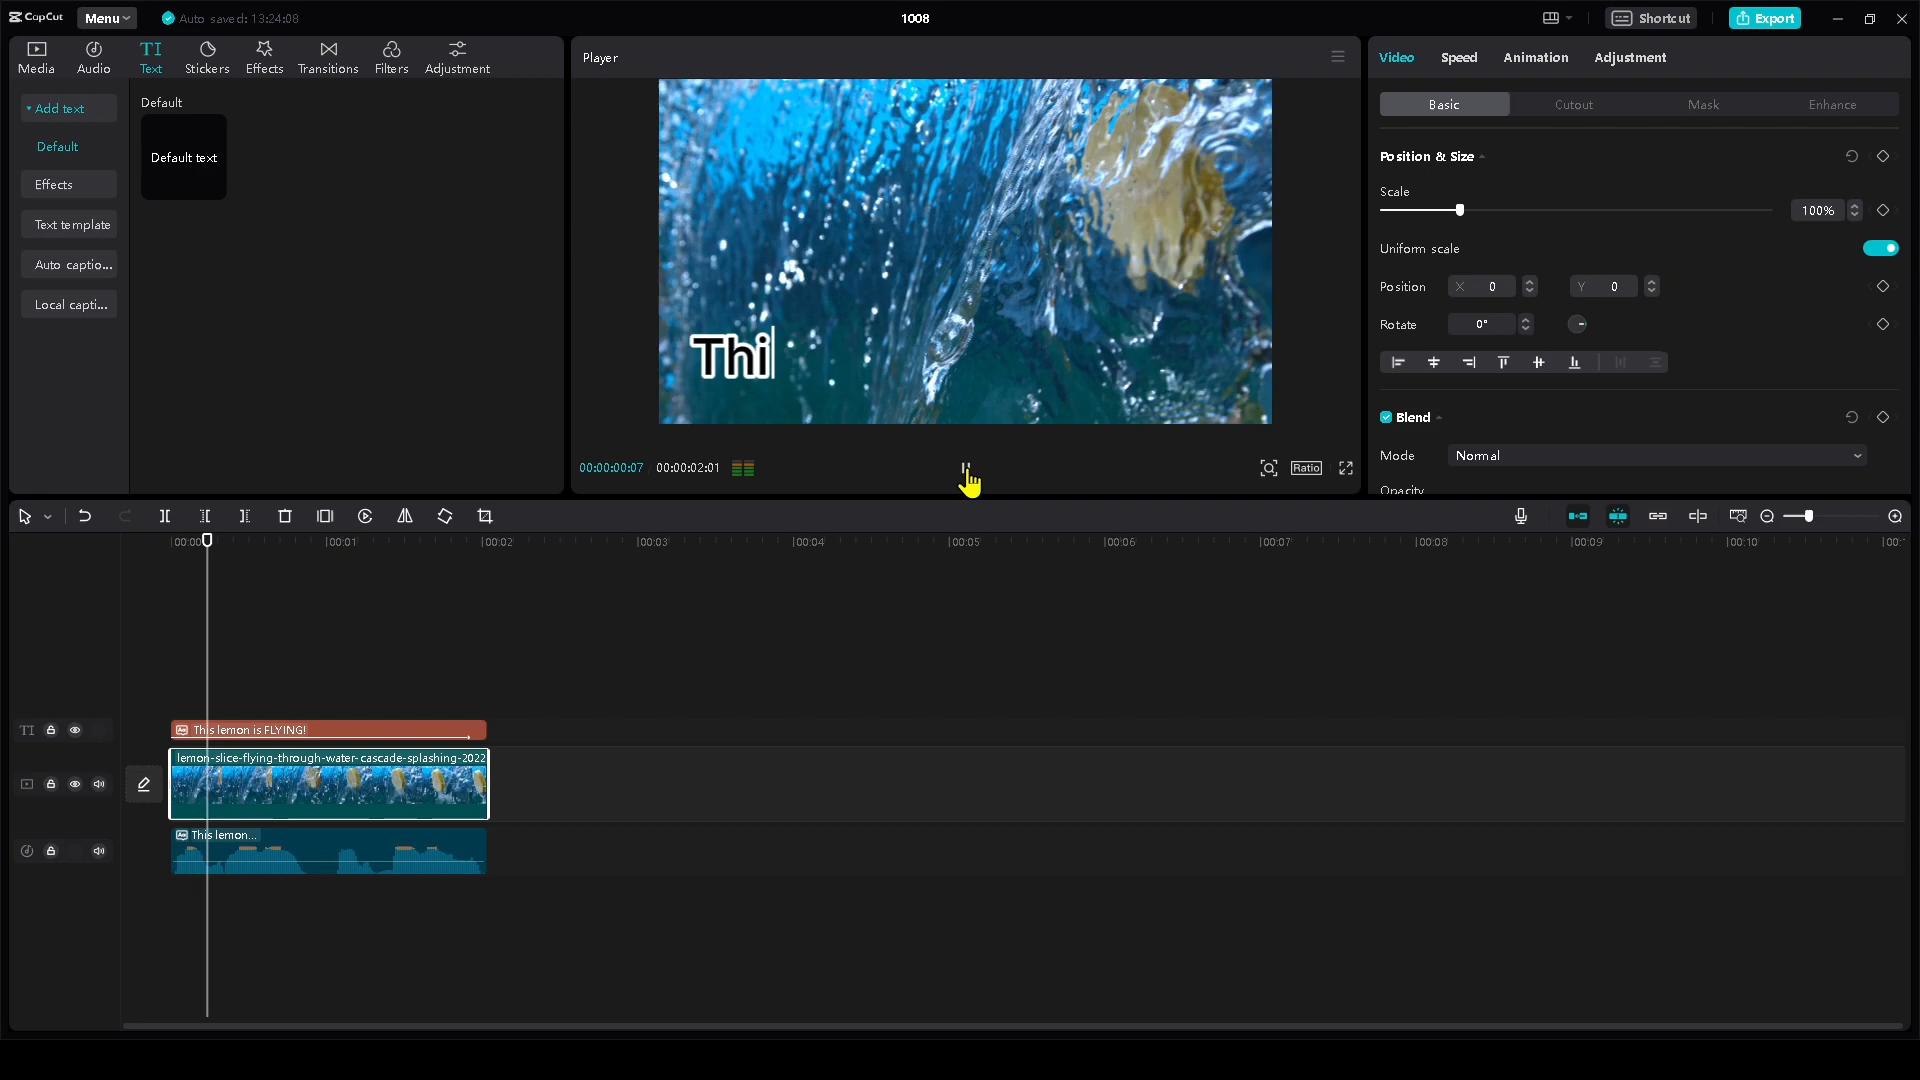 CapCut
Menu
Auto saved: 13:24:08
1008
Shortcut
Export
Media
Audio
TI
Text
Stickers
Effects
Transitions
Filters
Adjustment
Player
Video
Speed
Animation
Adjustment
Add text
Default
Effects
Text template
Auto captio...
Local capti...
Default
Default text
Thi
00:00:00:07
00:00:02:01
Ratio
Basic
Cutout
Mask
Enhance
Position & Size
Scale
100%
Uniform scale
Position
X 0
Y 0
Rotate
0°
Blend
Mode
Normal
Opacity
00:00
00:01
00:02
00:03
00:04
00:05
00:06
00:07
00:08
00:09
00:10
00:
TI
This lemon is FLYING!
lemon-slice-flying-through-water-cascade-splashing-2022
This lemon...